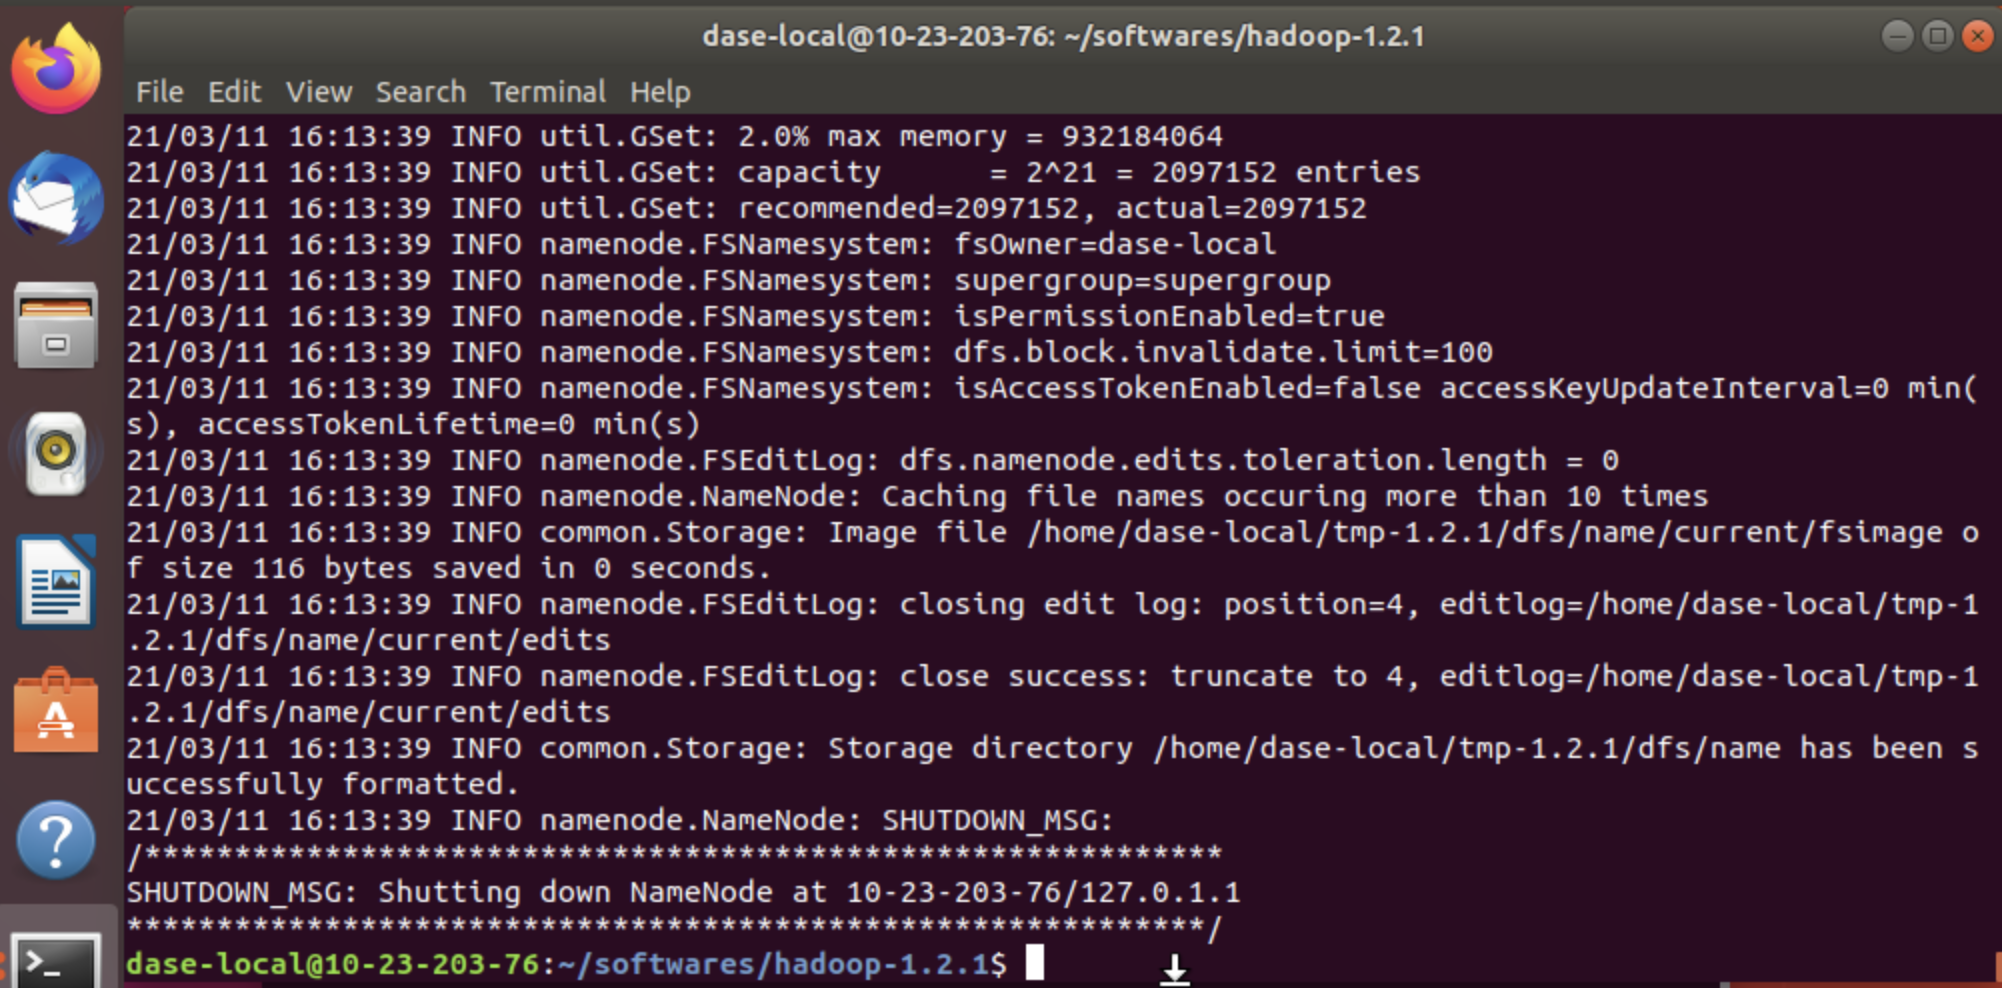 dase-local@10-23-203-76: ~/softwares/hadoop-1.2.1
File Edit View Search Terminal Help
21/03/11 16:13:39 INFO util.GSet: 2.0% max memory = 932184064
21/03/11 16:13:39 INFO util.GSet: capacity      = 2^21 = 2097152 entries
21/03/11 16:13:39 INFO util.GSet: recommended=2097152, actual=2097152
21/03/11 16:13:39 INFO namenode.FSNamesystem: fsOwner=dase-local
21/03/11 16:13:39 INFO namenode.FSNamesystem: supergroup=supergroup
21/03/11 16:13:39 INFO namenode.FSNamesystem: isPermissionEnabled=true
21/03/11 16:13:39 INFO namenode.FSNamesystem: dfs.block.invalidate.limit=100
21/03/11 16:13:39 INFO namenode.FSNamesystem: isAccessTokenEnabled=false accessKeyUpdateInterval=0 min(
s), accessTokenLifetime=0 min(s)
21/03/11 16:13:39 INFO namenode.FSEditLog: dfs.namenode.edits.toleration.length = 0
21/03/11 16:13:39 INFO namenode.NameNode: Caching file names occuring more than 10 times
21/03/11 16:13:39 INFO common.Storage: Image file /home/dase-local/tmp-1.2.1/dfs/name/current/fsimage o
f size 116 bytes saved in 0 seconds.
21/03/11 16:13:39 INFO namenode.FSEditLog: closing edit log: position=4, editlog=/home/dase-local/tmp-1
.2.1/dfs/name/current/edits
21/03/11 16:13:39 INFO namenode.FSEditLog: close success: truncate to 4, editlog=/home/dase-local/tmp-1
.2.1/dfs/name/current/edits
21/03/11 16:13:39 INFO common.Storage: Storage directory /home/dase-local/tmp-1.2.1/dfs/name has been s
uccessfully formatted.
21/03/11 16:13:39 INFO namenode.NameNode: SHUTDOWN_MSG:
/************************************************************
SHUTDOWN_MSG: Shutting down NameNode at 10-23-203-76/127.0.1.1
************************************************************/
dase-local@10-23-203-76:~/softwares/hadoop-1.2.1$